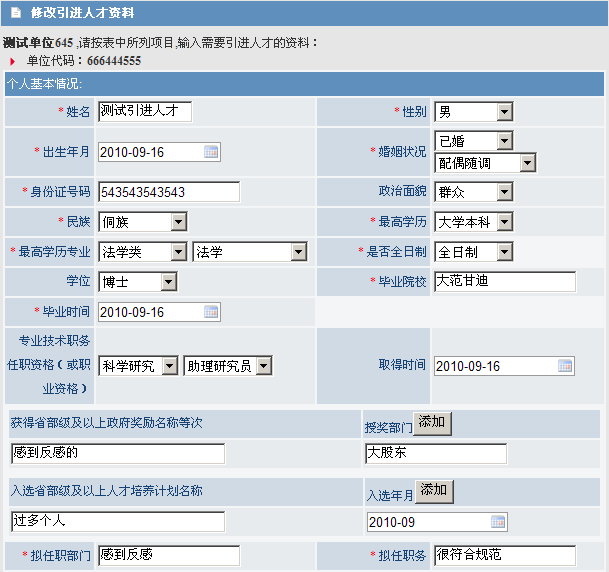 修改引进人才资料
测试单位645 ,请按表中所列项目,输入需要引进人才的资料：
单位代码：666444555
个人基本情况:
* 姓名 测试引进人才 * 性别 男
* 出生年月 2010-09-16 * 婚姻状况 已婚
配偶随调
* 身份证号码 543543543543 政治面貌 群众
* 民族 侗族 * 最高学历 大学本科
* 最高学历专业 法学类 法学 * 是否全日制 全日制
学位 博士 * 毕业院校 大范甘迪
* 毕业时间 2010-09-16
专业技术职务
任职资格（或职 科学研究 助理研究员 取得时间 2010-09-16
业资格）
获得省部级及以上政府奖励名称等次 授奖部门 添加
感到反感的 大股东
入选省部级及以上人才培养计划名称 入选年月 添加
过多个人 2010-09
* 拟任职部门 感到反感 * 拟任职务 很符合规范